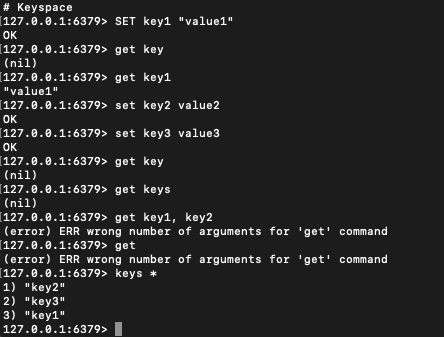 # Keyspace
[127.0.0.1:6379> SET key1 "value1"
OK
[127.0.0.1:6379> get key
(nil)
[127.0.0.1:6379> get key1
"value1"
[127.0.0.1:6379> set key2 value2
OK
[127.0.0.1:6379> set key3 value3
OK
[127.0.0.1:6379> get key
(nil)
[127.0.0.1:6379> get keys
(nil)
[127.0.0.1:6379> get key1, key2
(error) ERR wrong number of arguments for 'get' command
[127.0.0.1:6379> get
(error) ERR wrong number of arguments for 'get' command
[127.0.0.1:6379> keys *
1) "key2"
2) "key3"
3) "key1"
127.0.0.1:6379>